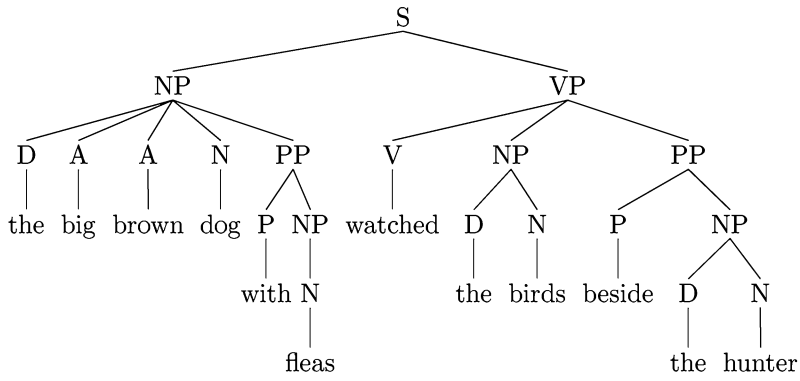 S
NP VP
D A A N PP V NP PP
the big brown dog P NP watched D N P NP
with N the birds beside D N
fleas the hunter